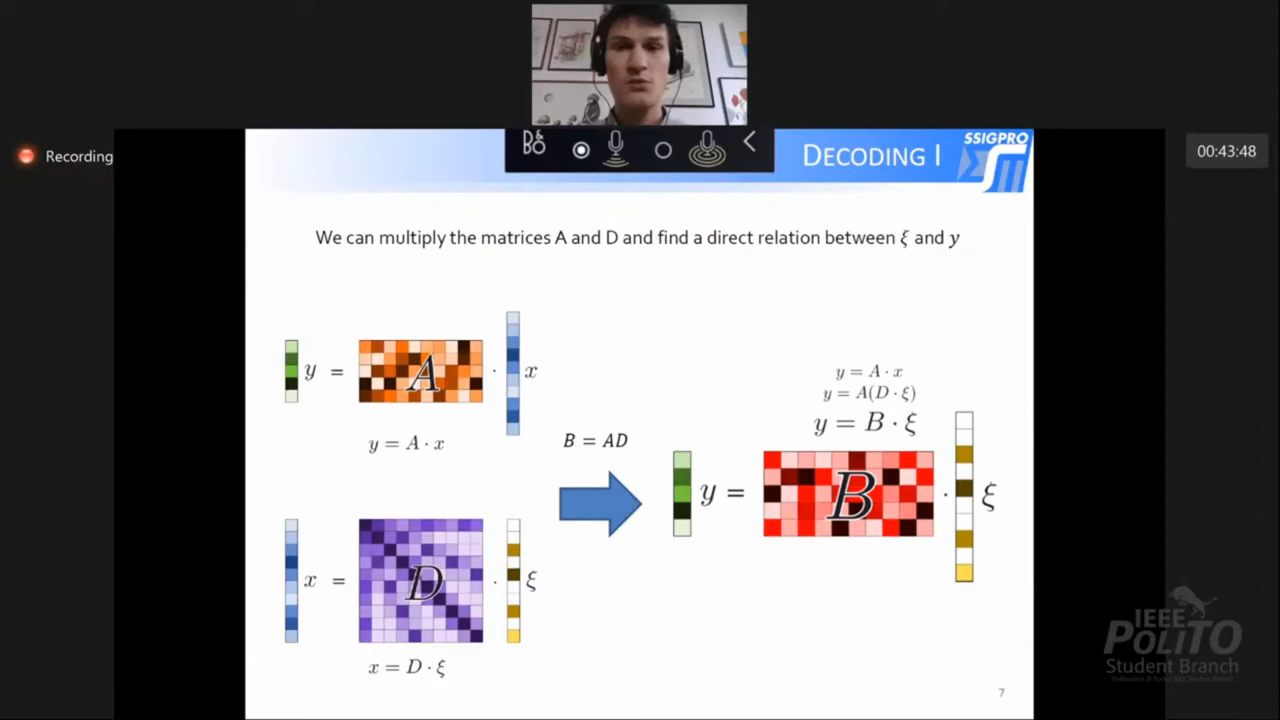 Recording
B&
BO
DECODING I
SSIGPRO
00:43:48
We can multiply the matrices A and D and find a direct relation between ξ and y
y = A · x
y = A · x
B = AD
x = D · ξ
x = D · ξ
y = A · x
y = A(D · ξ)
y = B · ξ
y = B · ξ
IEEE
POLITO
Student Branch
7